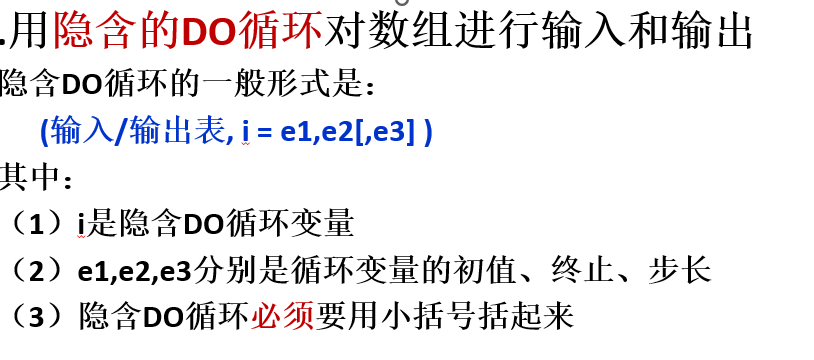 .用隐含的DO循环对数组进行输入和输出
隐含DO循环的一般形式是：
(输入/输出表, i = e1,e2[,e3] )
其中：
（1）i是隐含DO循环变量
（2）e1,e2,e3分别是循环变量的初值、终止、步长
（3）隐含DO循环必须要用小括号括起来